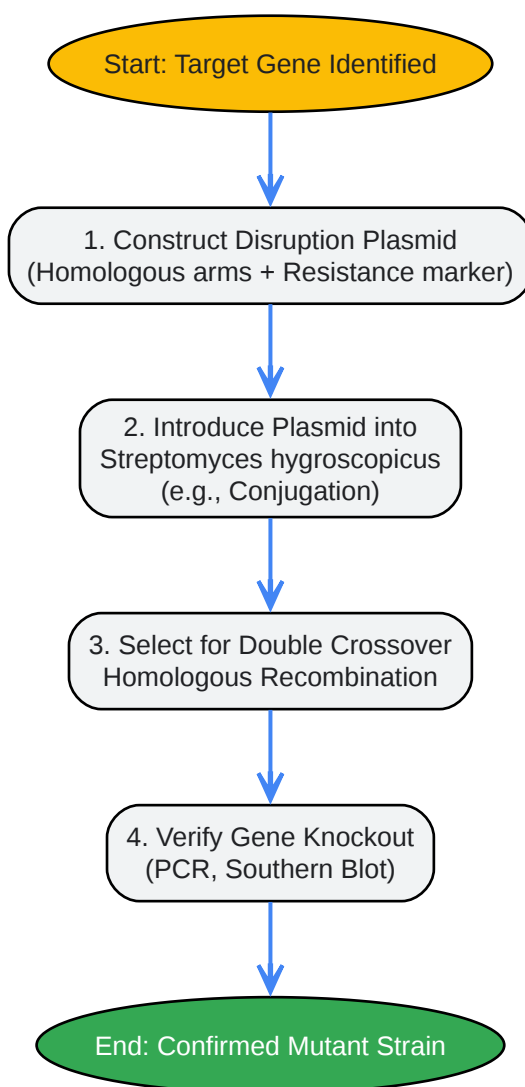 Start: Target Gene Identified
1. Construct Disruption Plasmid
(Homologous arms + Resistance marker)
2. Introduce Plasmid into
Streptomyces hygroscopicus
(e.g., Conjugation)
3. Select for Double Crossover
Homologous Recombination
4. Verify Gene Knockout
(PCR, Southern Blot)
End: Confirmed Mutant Strain